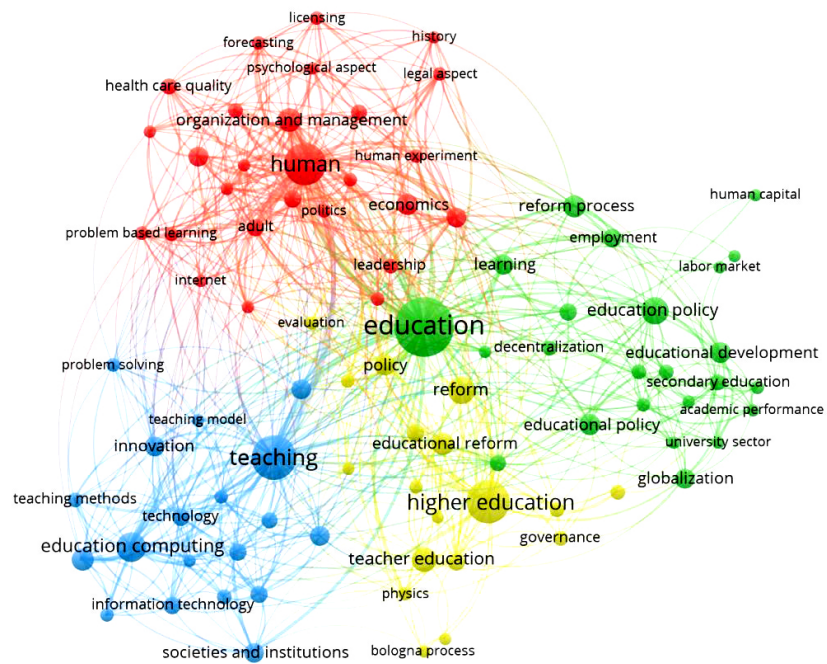 licensing
history
forecasting
psychological aspect
legal aspect
health care quality
organization and management
human
human experiment
human capital
economics
reform process
politics
adult
problem based learning
employment
leadership
learning
labor market
internet
education policy
evaluation
education
decentralization
educational development
problem solving
policy
secondary education
reform
academic performance
teaching model
educational policy
innovation
educational reform
university sector
teaching
globalization
teaching methods
higher education
technology
governance
education computing
teacher education
physics
information technology
bologna process
societies and institutions